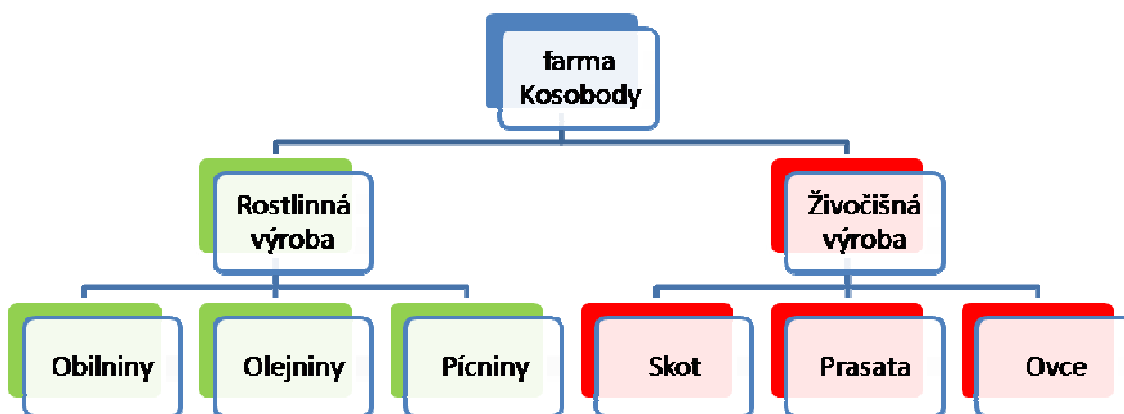 farma
Kosobody
Rostlinná
výroba
Živočišná
výroba
Obilniny
Olejniny
Pícniny
Skot
Prasata
Ovce